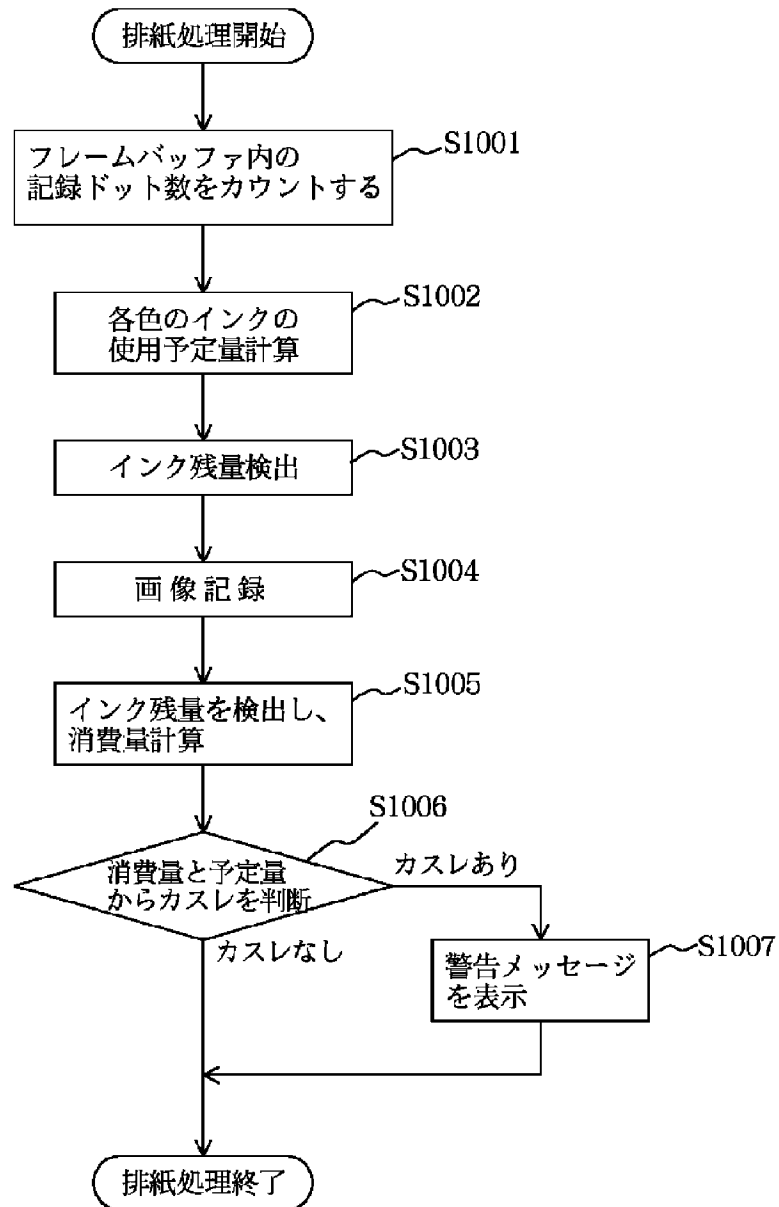 排紙処理開始
S1001
フレームバッファ内の
記録ドット数をカウントする
S1002
各色のインクの
使用予定量計算
S1003
インク残量検出
S1004
画像記録
S1005
インク残量を検出し、
消費量計算
S1006
消費量と予定量
からカスレを判断
カスレあり
カスレなし
S1007
警告メッセージ
を表示
排紙処理終了